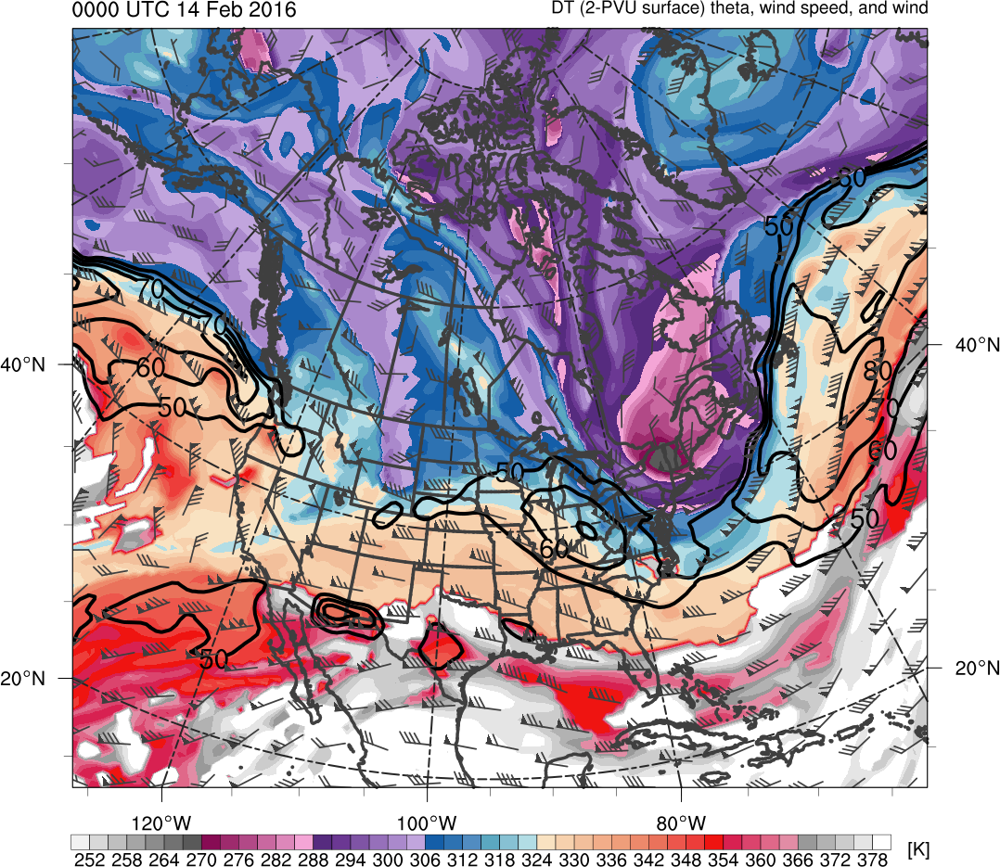 0000 UTC 14 Feb 2016
DT (2-PVU surface) theta, wind speed, and wind
80
50
70
70
40°N
40°N
60
80
50
70
60
50
50
60
50
20°N
20°N
120°W
100°W
80°W
252 258 264 270 276 282 288 294 300 306 312 318 324 330 336 342 348 354 360 366 372 378
[K]